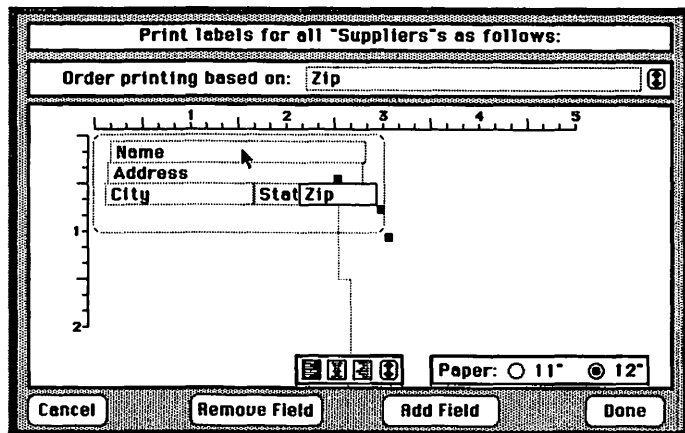 Print labels for all "Suppliers"s as follows:
Order printing based on: Zip
1 2 3 4 5
Name
Address
City Stat Zip
1
2
Paper: 11" 12"
Cancel Remove Field Add Field Done